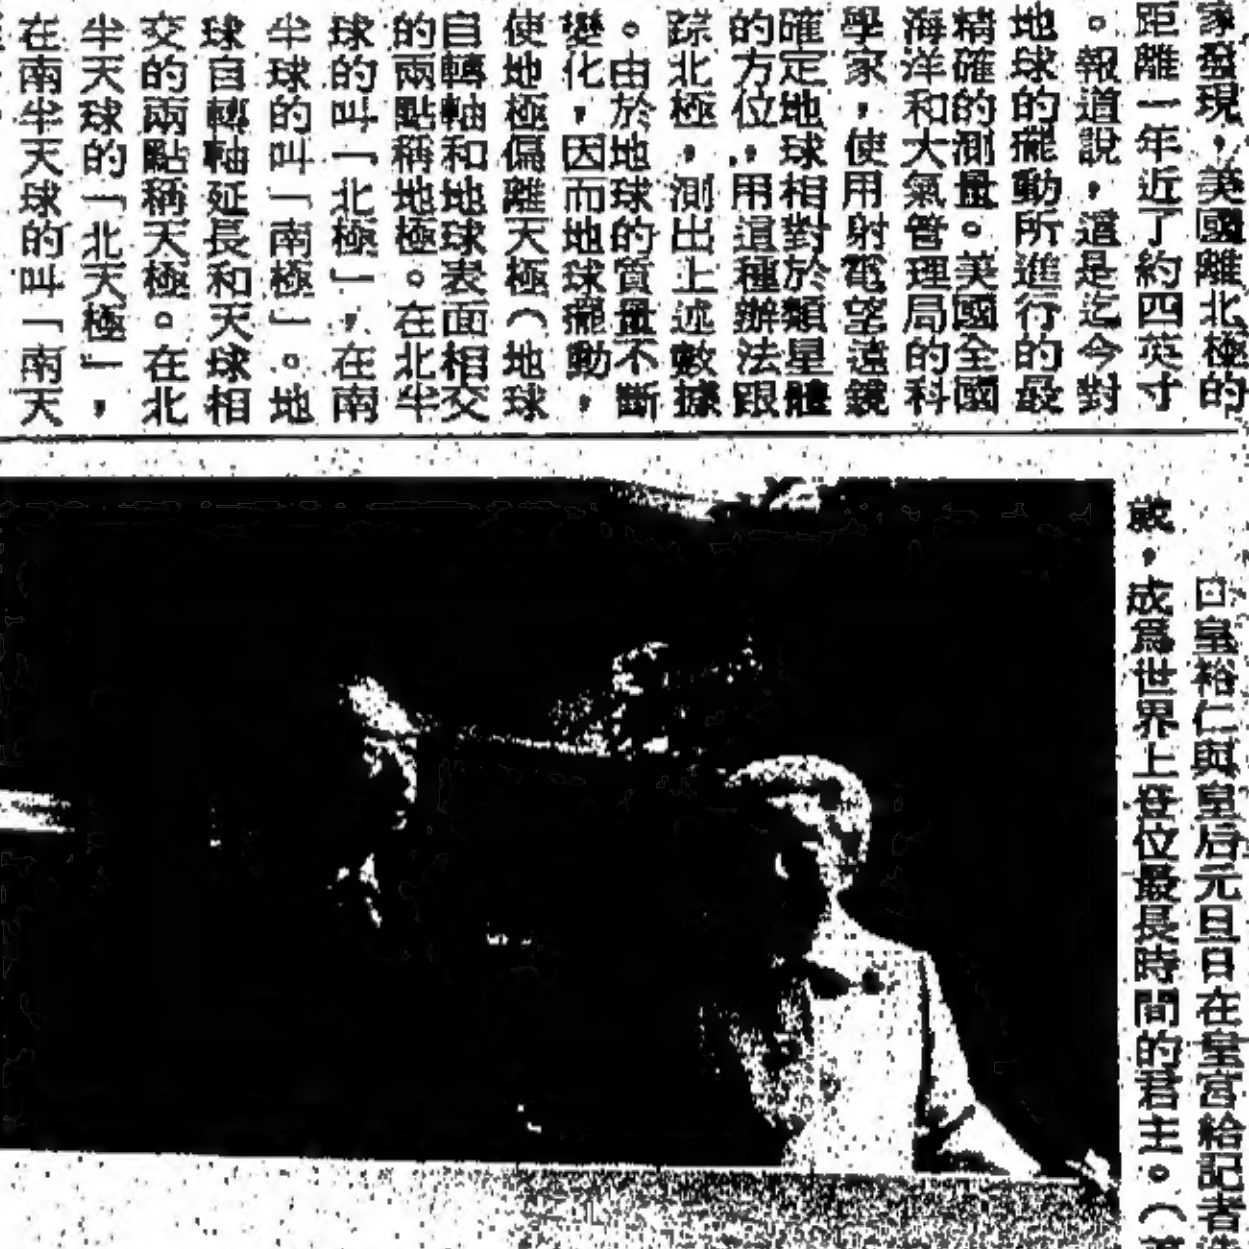 家發現，美國離北極的
距離一年近了約四英寸
。報道說，這是迄今對
地球的擺動所進行的最
精確的測量。美國全國
海洋和大氣管理局的科
學家，使用射電望遠鏡
確定地球相對於類星體
的方位，用這種辦法跟
踪北極，測出上述數據
。由於地球的質量不斷
變化，因而地球擺動，
使地極偏離天極（地球
自轉軸和地球表面相交
的兩點稱地極。在北半
球的叫「北極」，在南
半球的叫「南極」。地
球自轉軸延長和天球相
交的兩點稱天極。在北
半天球的「北天極」，
在南半天球的叫「南天
日皇裕仁與皇后元旦日在皇宮給記者
歲，成為世界上在位最長時間的君主。（